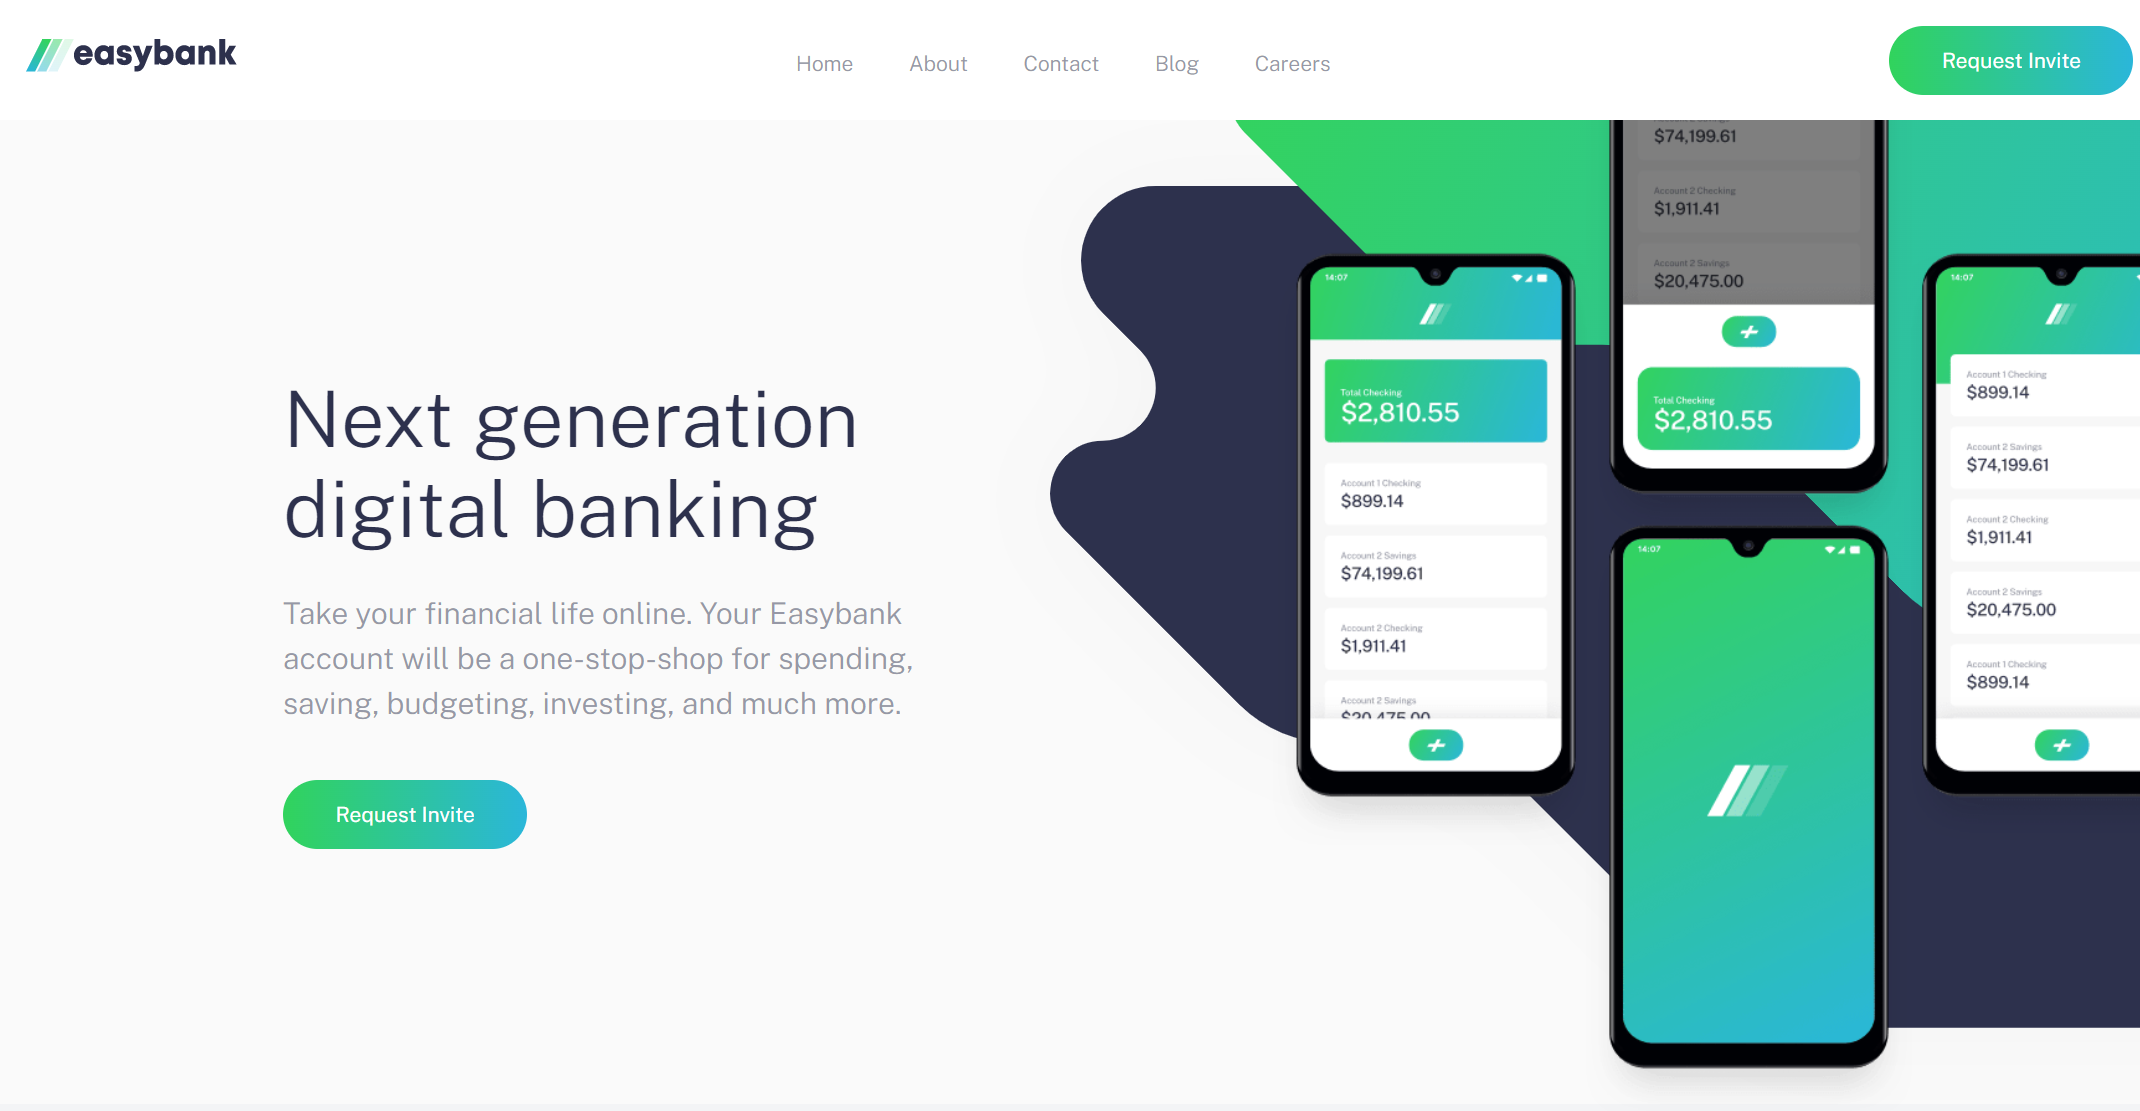 easybank
Home
About
Contact
Blog
Careers
Request Invite
Next generation
digital banking
Take your financial life online. Your Easybank
account will be a one-stop-shop for spending,
saving, budgeting, investing, and much more.
Request Invite
14:07
Total Checking
$2,810.55
Account 1 Checking
$899.14
Account 2 Savings
$74,199.61
Account 2 Checking
$1,911.41
Account 2 Savings
$20,475.00
$74,199.61
Account 2 Checking
$1,911.41
Account 2 Savings
$20,475.00
Total Checking
$2,810.55
14:07
14:07
Account 1 Checking
$899.14
Account 2 Savings
$74,199.61
Account 2 Checking
$1,911.41
Account 2 Savings
$20,475.00
Account 1 Checking
$899.14